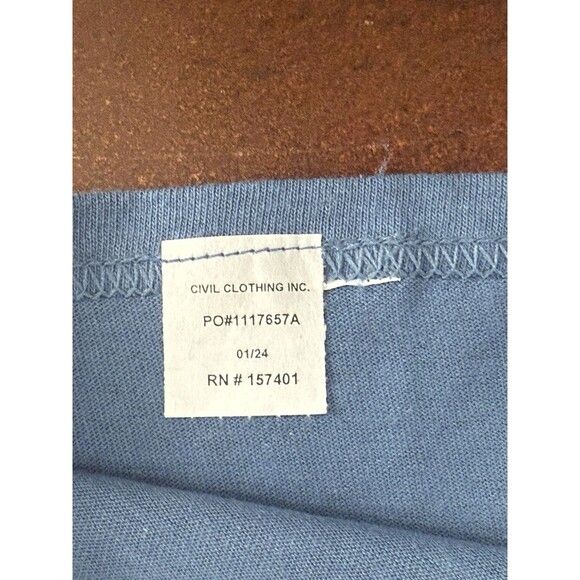 CIVIL CLOTHING INC.
PO#1117657A
01/24
RN # 157401